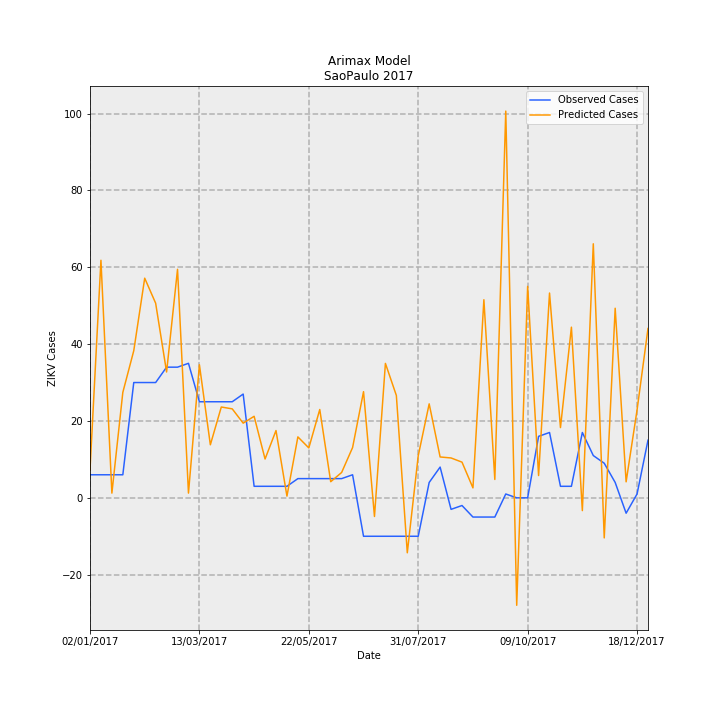 Arimax Model
SaoPaulo 2017
Observed Cases
Predicted Cases
100
80
60
40
20
0
−20
ZIKV Cases
02/01/2017 13/03/2017 22/05/2017 31/07/2017 09/10/2017 18/12/2017
Date